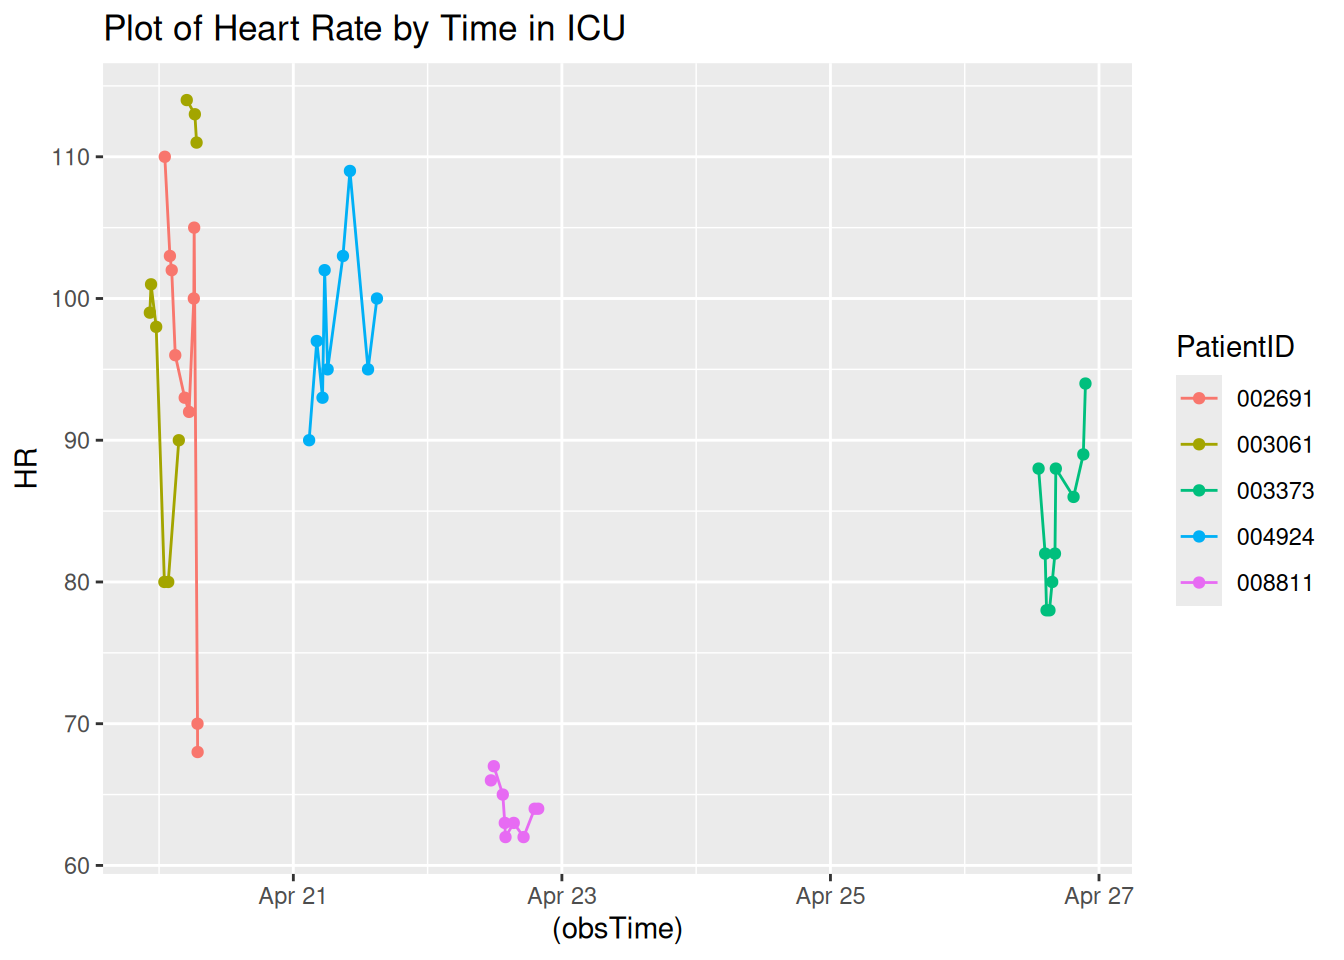 Plot of Heart Rate by Time in ICU
110
100
90
80
70
60
HR
Apr 21
Apr 23
Apr 25
Apr 27
(obsTime)
PatientID
002691
003061
003373
004924
008811